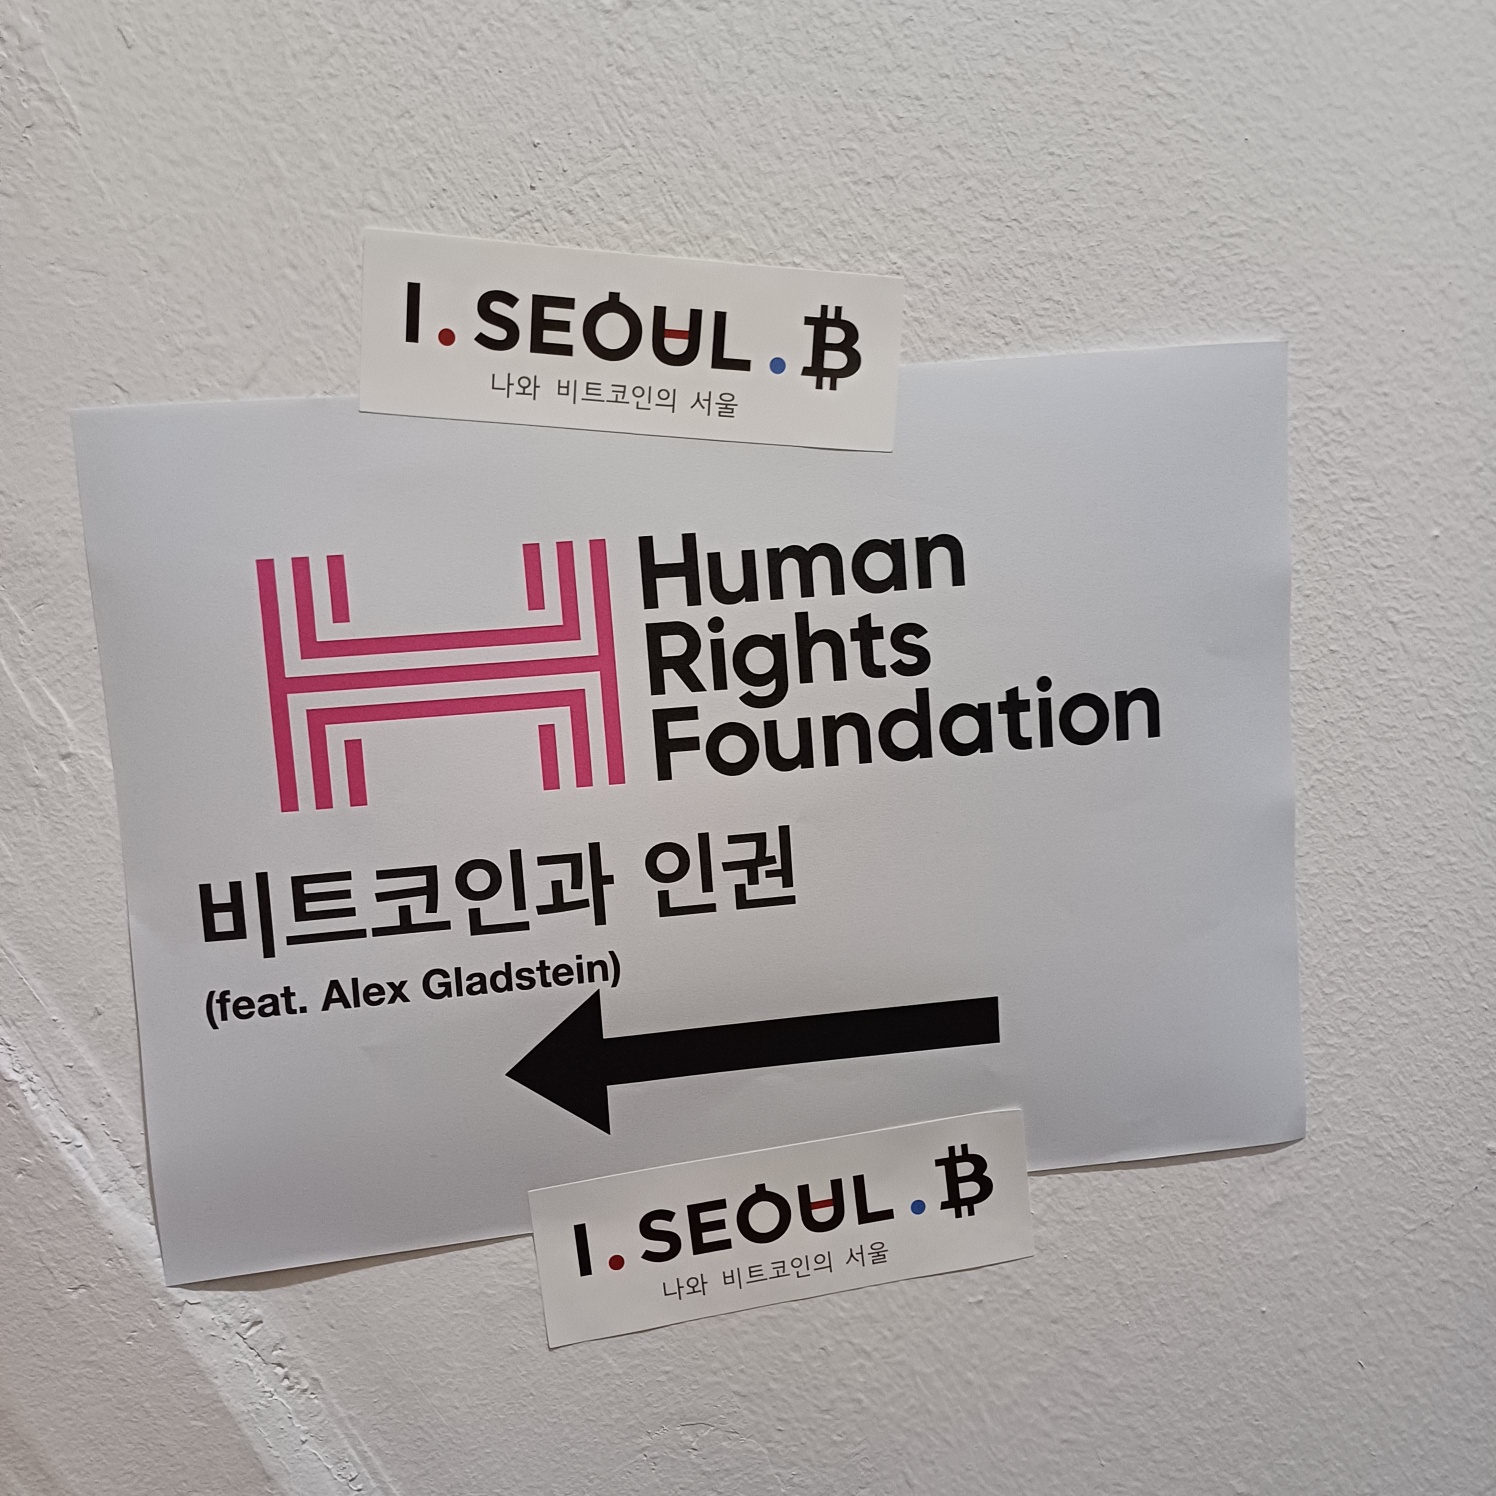 I.SEOUL.₿
나와 비트코인의 서울
Human
Rights
Foundation
비트코인과 인권
(feat. Alex Gladstein)
I.SEOUL.₿
나와 비트코인의 서울